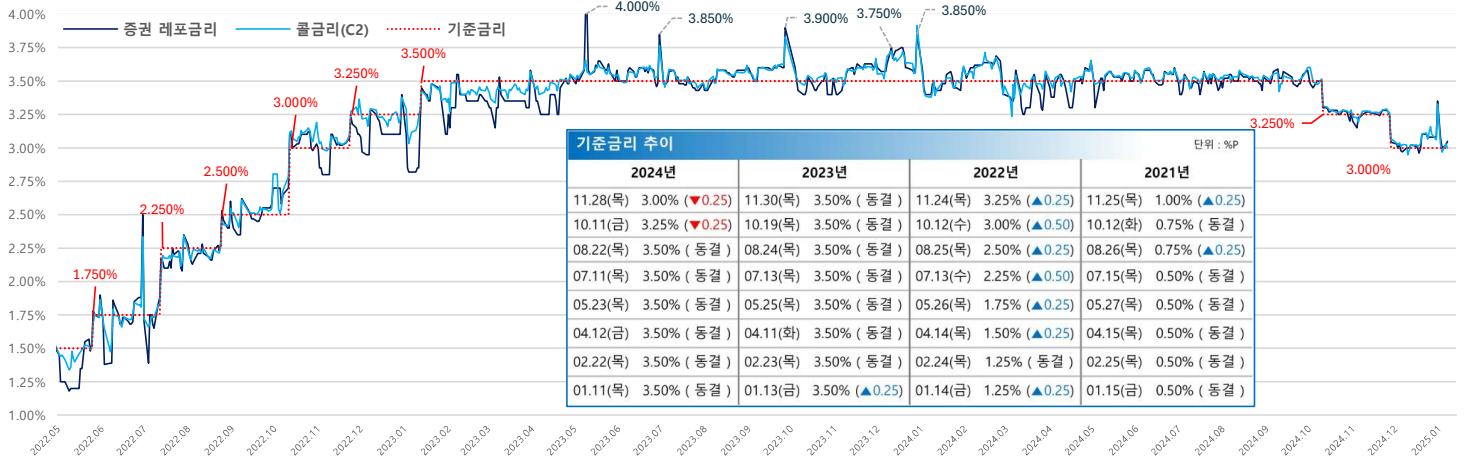 증권 레포금리 콜금리(C2) 기준금리
4.00%
3.75%
3.50%
3.25%
3.00%
2.75%
2.50%
2.25%
2.00%
1.75%
1.50%
1.25%
1.00%
1.750%
2.250%
2.500%
3.000%
3.250%
3.500%
4.000%
3.850%
3.900%
3.750%
3.850%
3.250%
3.000%
기준금리 추이 단위 : %P
2024년 2023년 2022년 2021년
11.28(목) 3.00% (▼0.25) 11.30(목) 3.50% ( 동결 ) 11.24(목) 3.25% (▲0.25) 11.25(목) 1.00% (▲0.25)
10.11(금) 3.25% (▼0.25) 10.19(목) 3.50% ( 동결 ) 10.12(수) 3.00% (▲0.50) 10.12(화) 0.75% ( 동결 )
08.22(목) 3.50% ( 동결 ) 08.24(목) 3.50% ( 동결 ) 08.25(목) 2.50% (▲0.25) 08.26(목) 0.75% (▲0.25)
07.11(목) 3.50% ( 동결 ) 07.13(목) 3.50% ( 동결 ) 07.13(수) 2.25% (▲0.50) 07.15(목) 0.50% ( 동결 )
05.23(목) 3.50% ( 동결 ) 05.25(목) 3.50% ( 동결 ) 05.26(목) 1.75% (▲0.25) 05.27(목) 0.50% ( 동결 )
04.12(금) 3.50% ( 동결 ) 04.11(화) 3.50% ( 동결 ) 04.14(목) 1.50% (▲0.25) 04.15(목) 0.50% ( 동결 )
02.22(목) 3.50% ( 동결 ) 02.23(목) 3.50% ( 동결 ) 02.24(목) 1.25% ( 동결 ) 02.25(목) 0.50% ( 동결 )
01.11(목) 3.50% ( 동결 ) 01.13(금) 3.50% (▲0.25) 01.14(금) 1.25% (▲0.25) 01.15(금) 0.50% ( 동결 )
2022.05 2022.06 2022.07 2022.08 2022.09 2022.10 2022.11 2022.12 2023.01 2023.02 2023.03 2023.04 2023.05 2023.06 2023.07 2023.08 2023.09 2023.10 2023.11 2023.12 2024.01 2024.02 2024.03 2024.04 2024.05 2024.06 2024.07 2024.08 2024.09 2024.10 2024.11 2024.12 2025.01